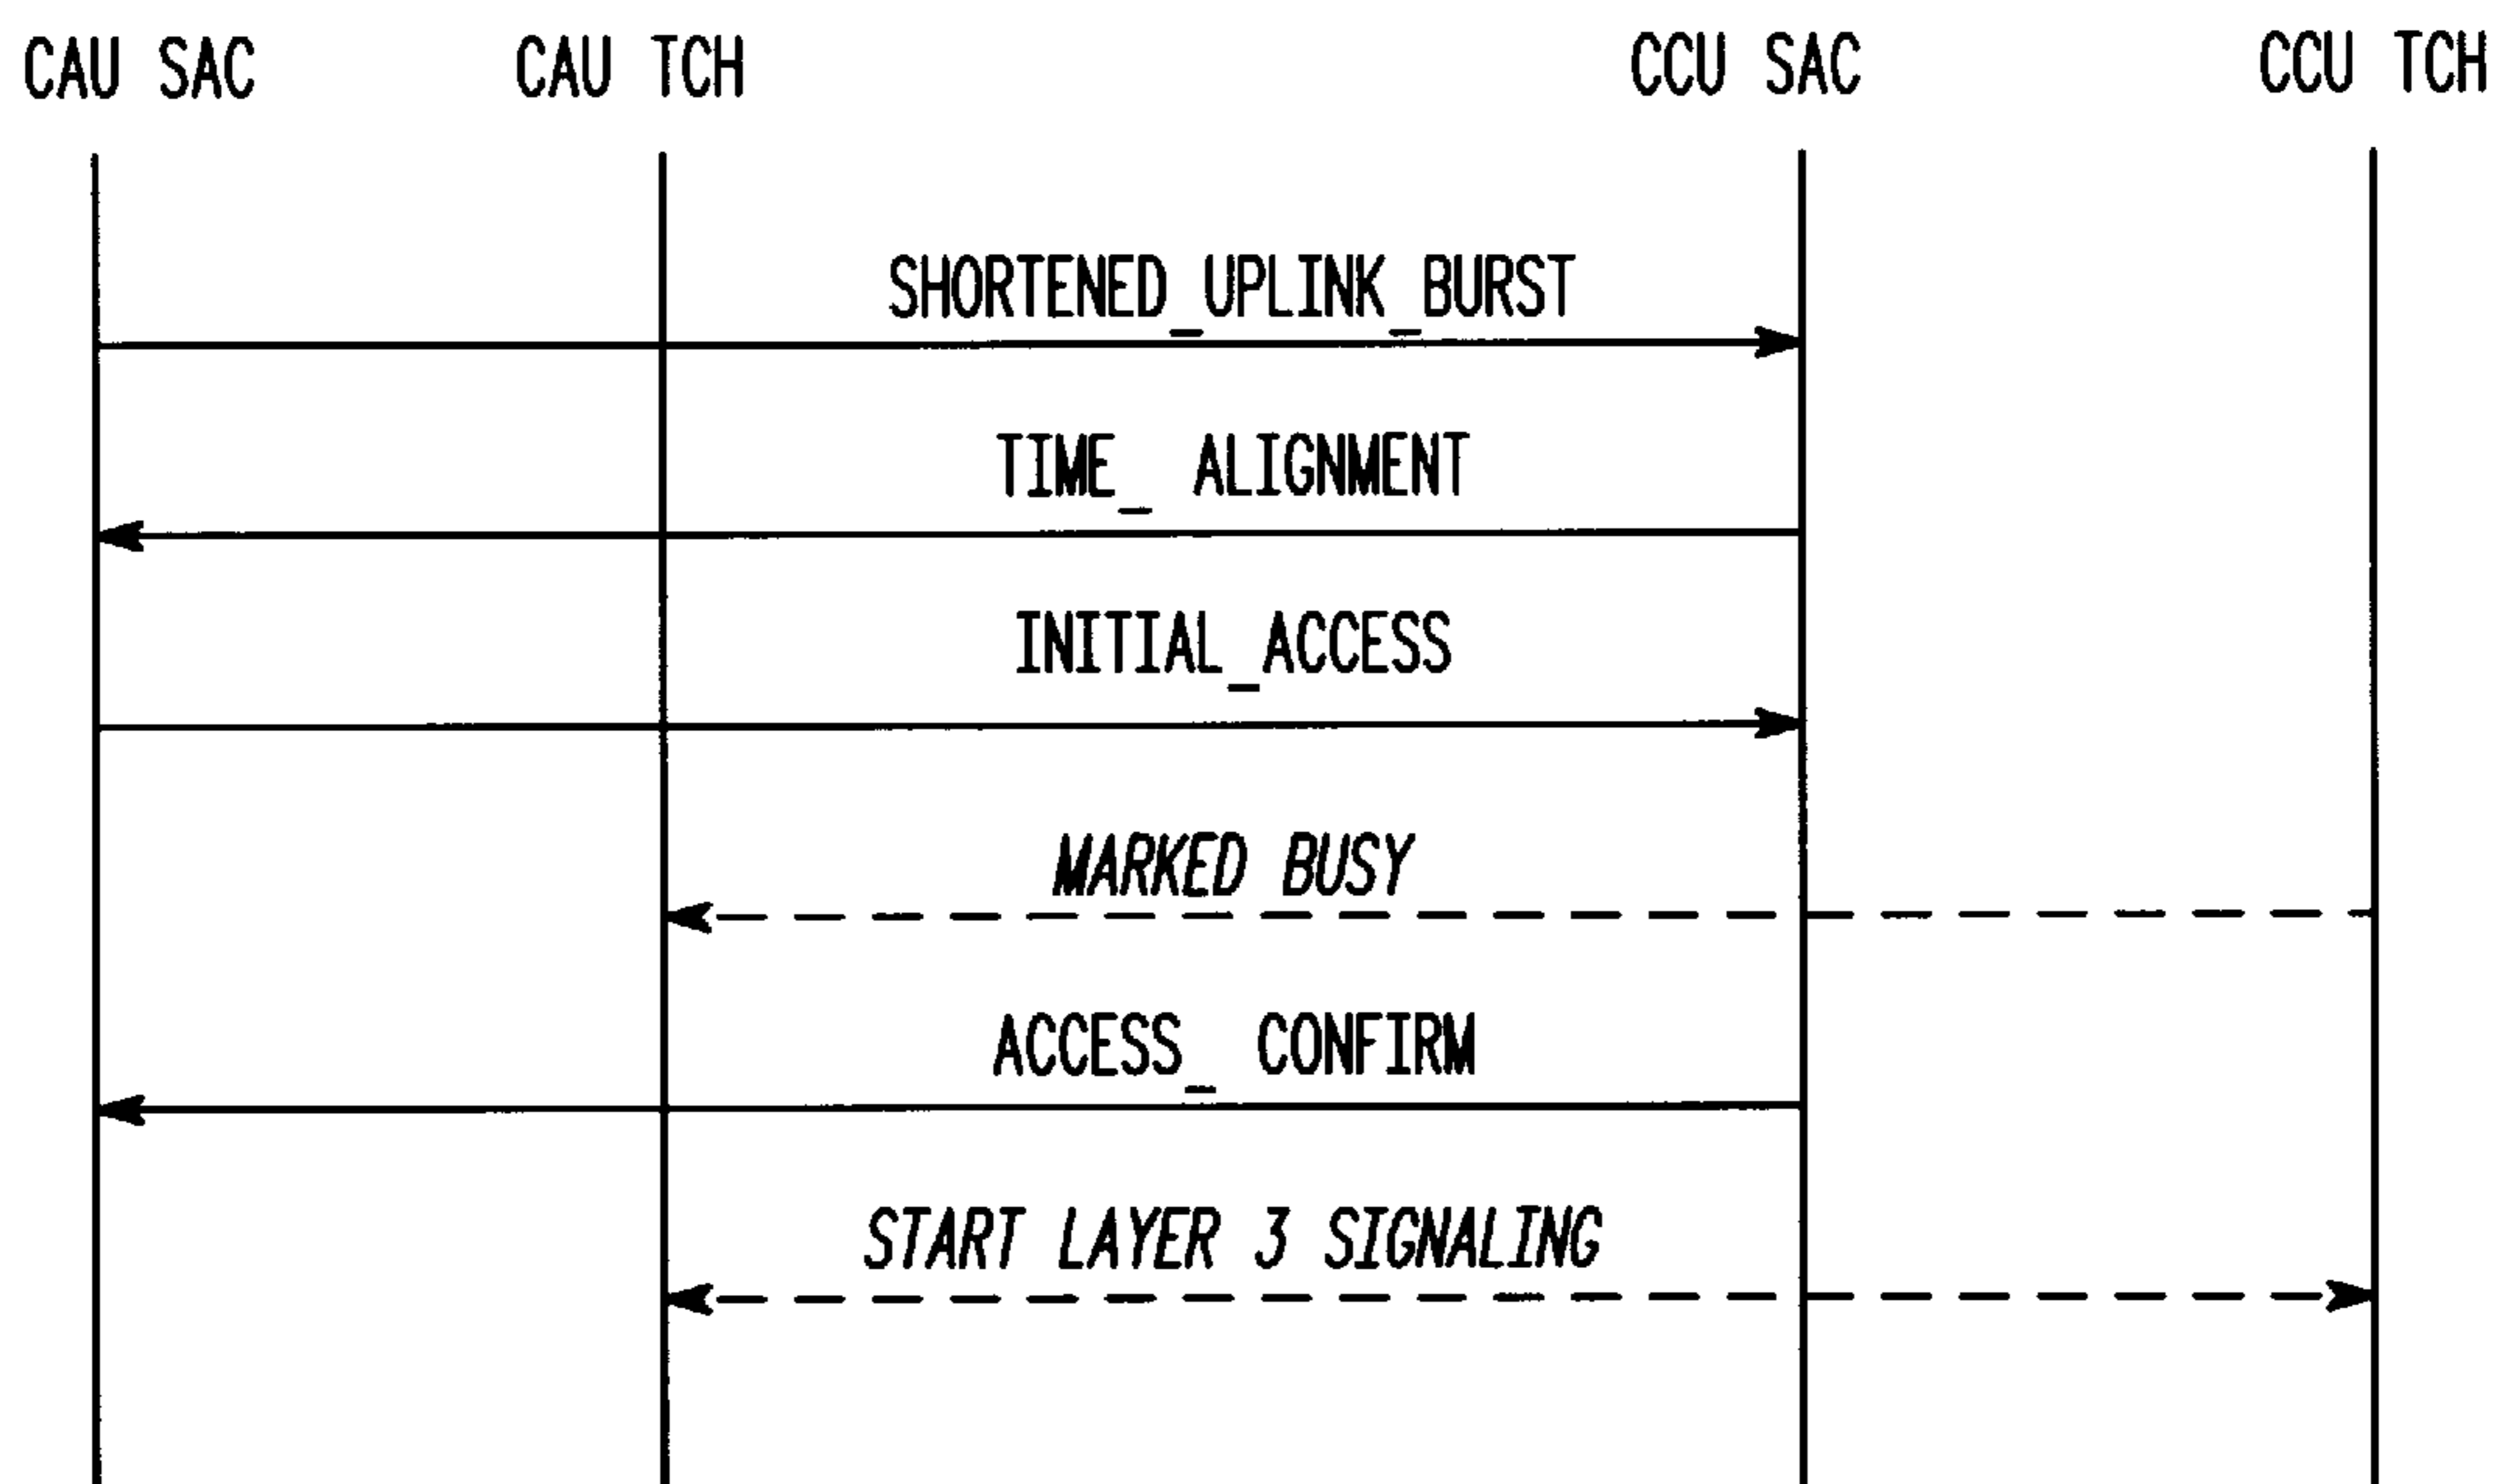 CAU SAC CAU TCH CCU SAC CCU TCH
SHORTENED_UPLINK_BURST
TIME_ ALIGNMENT
INITIAL_ACCESS
MARKED BUSY
ACCESS_ CONFIRM
START LAYER 3 SIGNALING